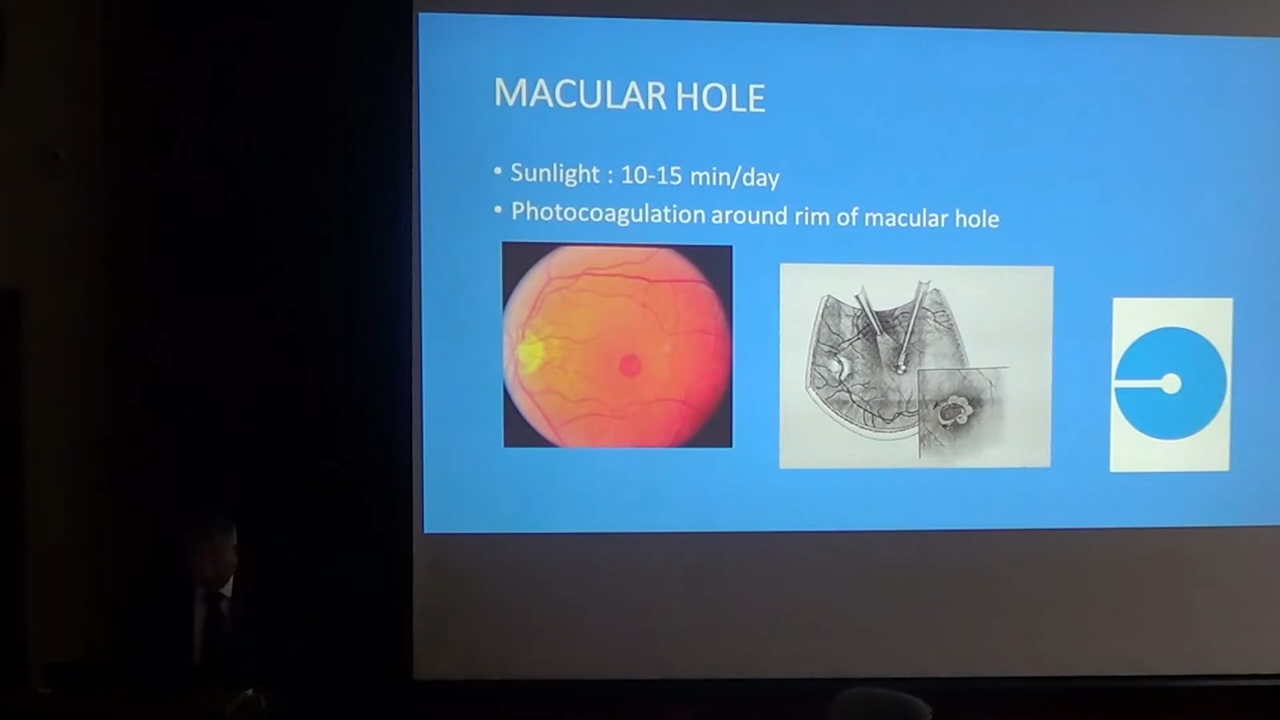 MACULAR HOLE
• Sunlight : 10-15 min/day
• Photocoagulation around rim of macular hole